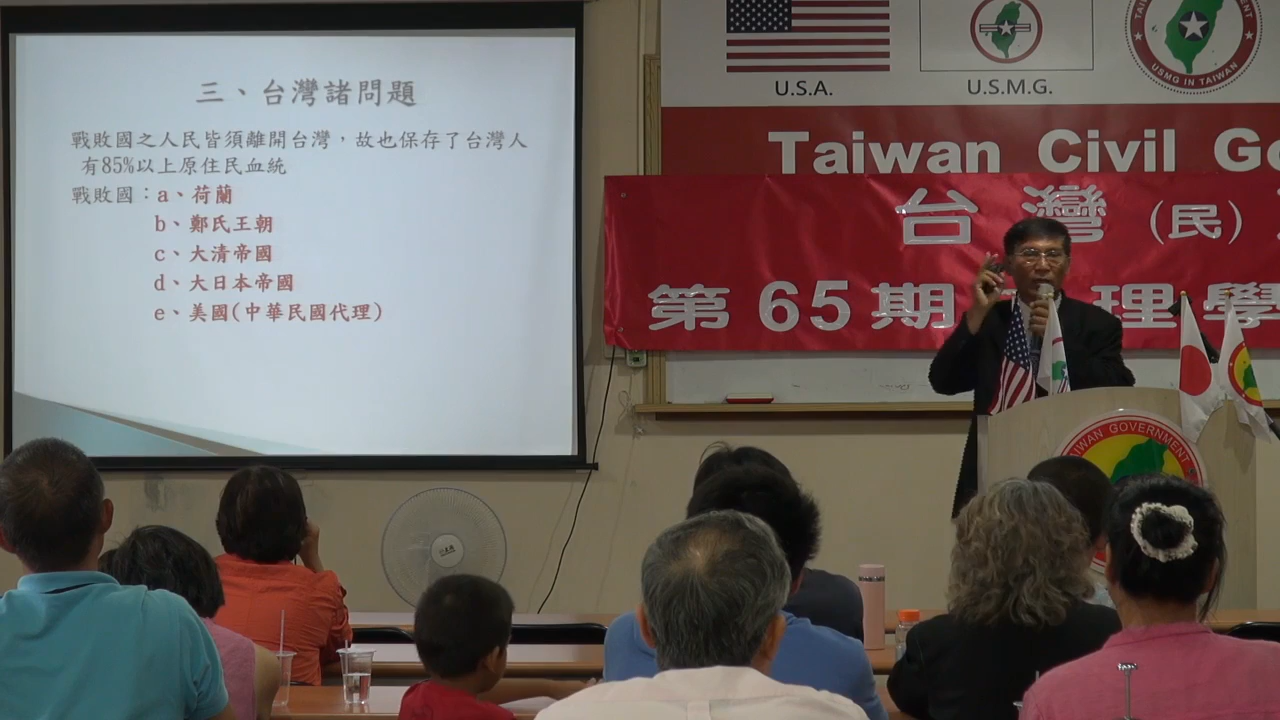 三、台灣諸問題
戰敗國之人民皆須離開台灣，故也保存了台灣人
有85%以上原住民血統
戰敗國：a、荷蘭
b、鄭氏王朝
c、大清帝國
d、大日本帝國
e、美國(中華民國代理)
U.S.A.
U.S.M.G.
USMG IN TAIWAN
Taiwan Civil Go
台灣(民)
第65期 理學
IWAN GOVERNMENT